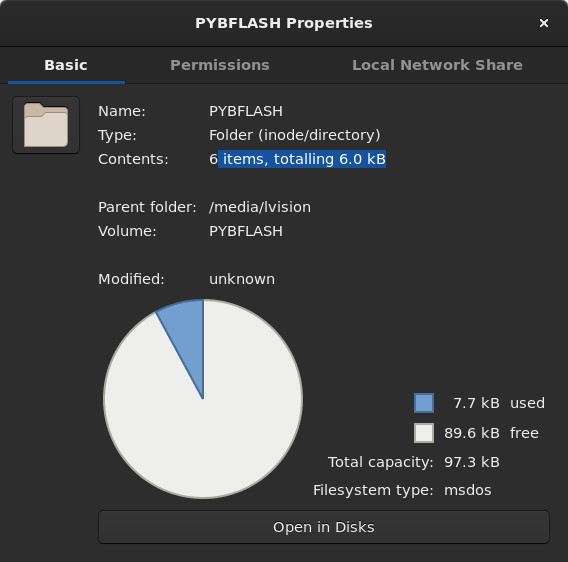 PYBFLASH Properties ×
Basic Permissions Local Network Share
Name: PYBFLASH
Type: Folder (inode/directory)
Contents: 6 items, totalling 6.0 kB
Parent folder: /media/lvision
Volume: PYBFLASH
Modified: unknown
7.7 kB used
89.6 kB free
Total capacity: 97.3 kB
Filesystem type: msdos
Open in Disks